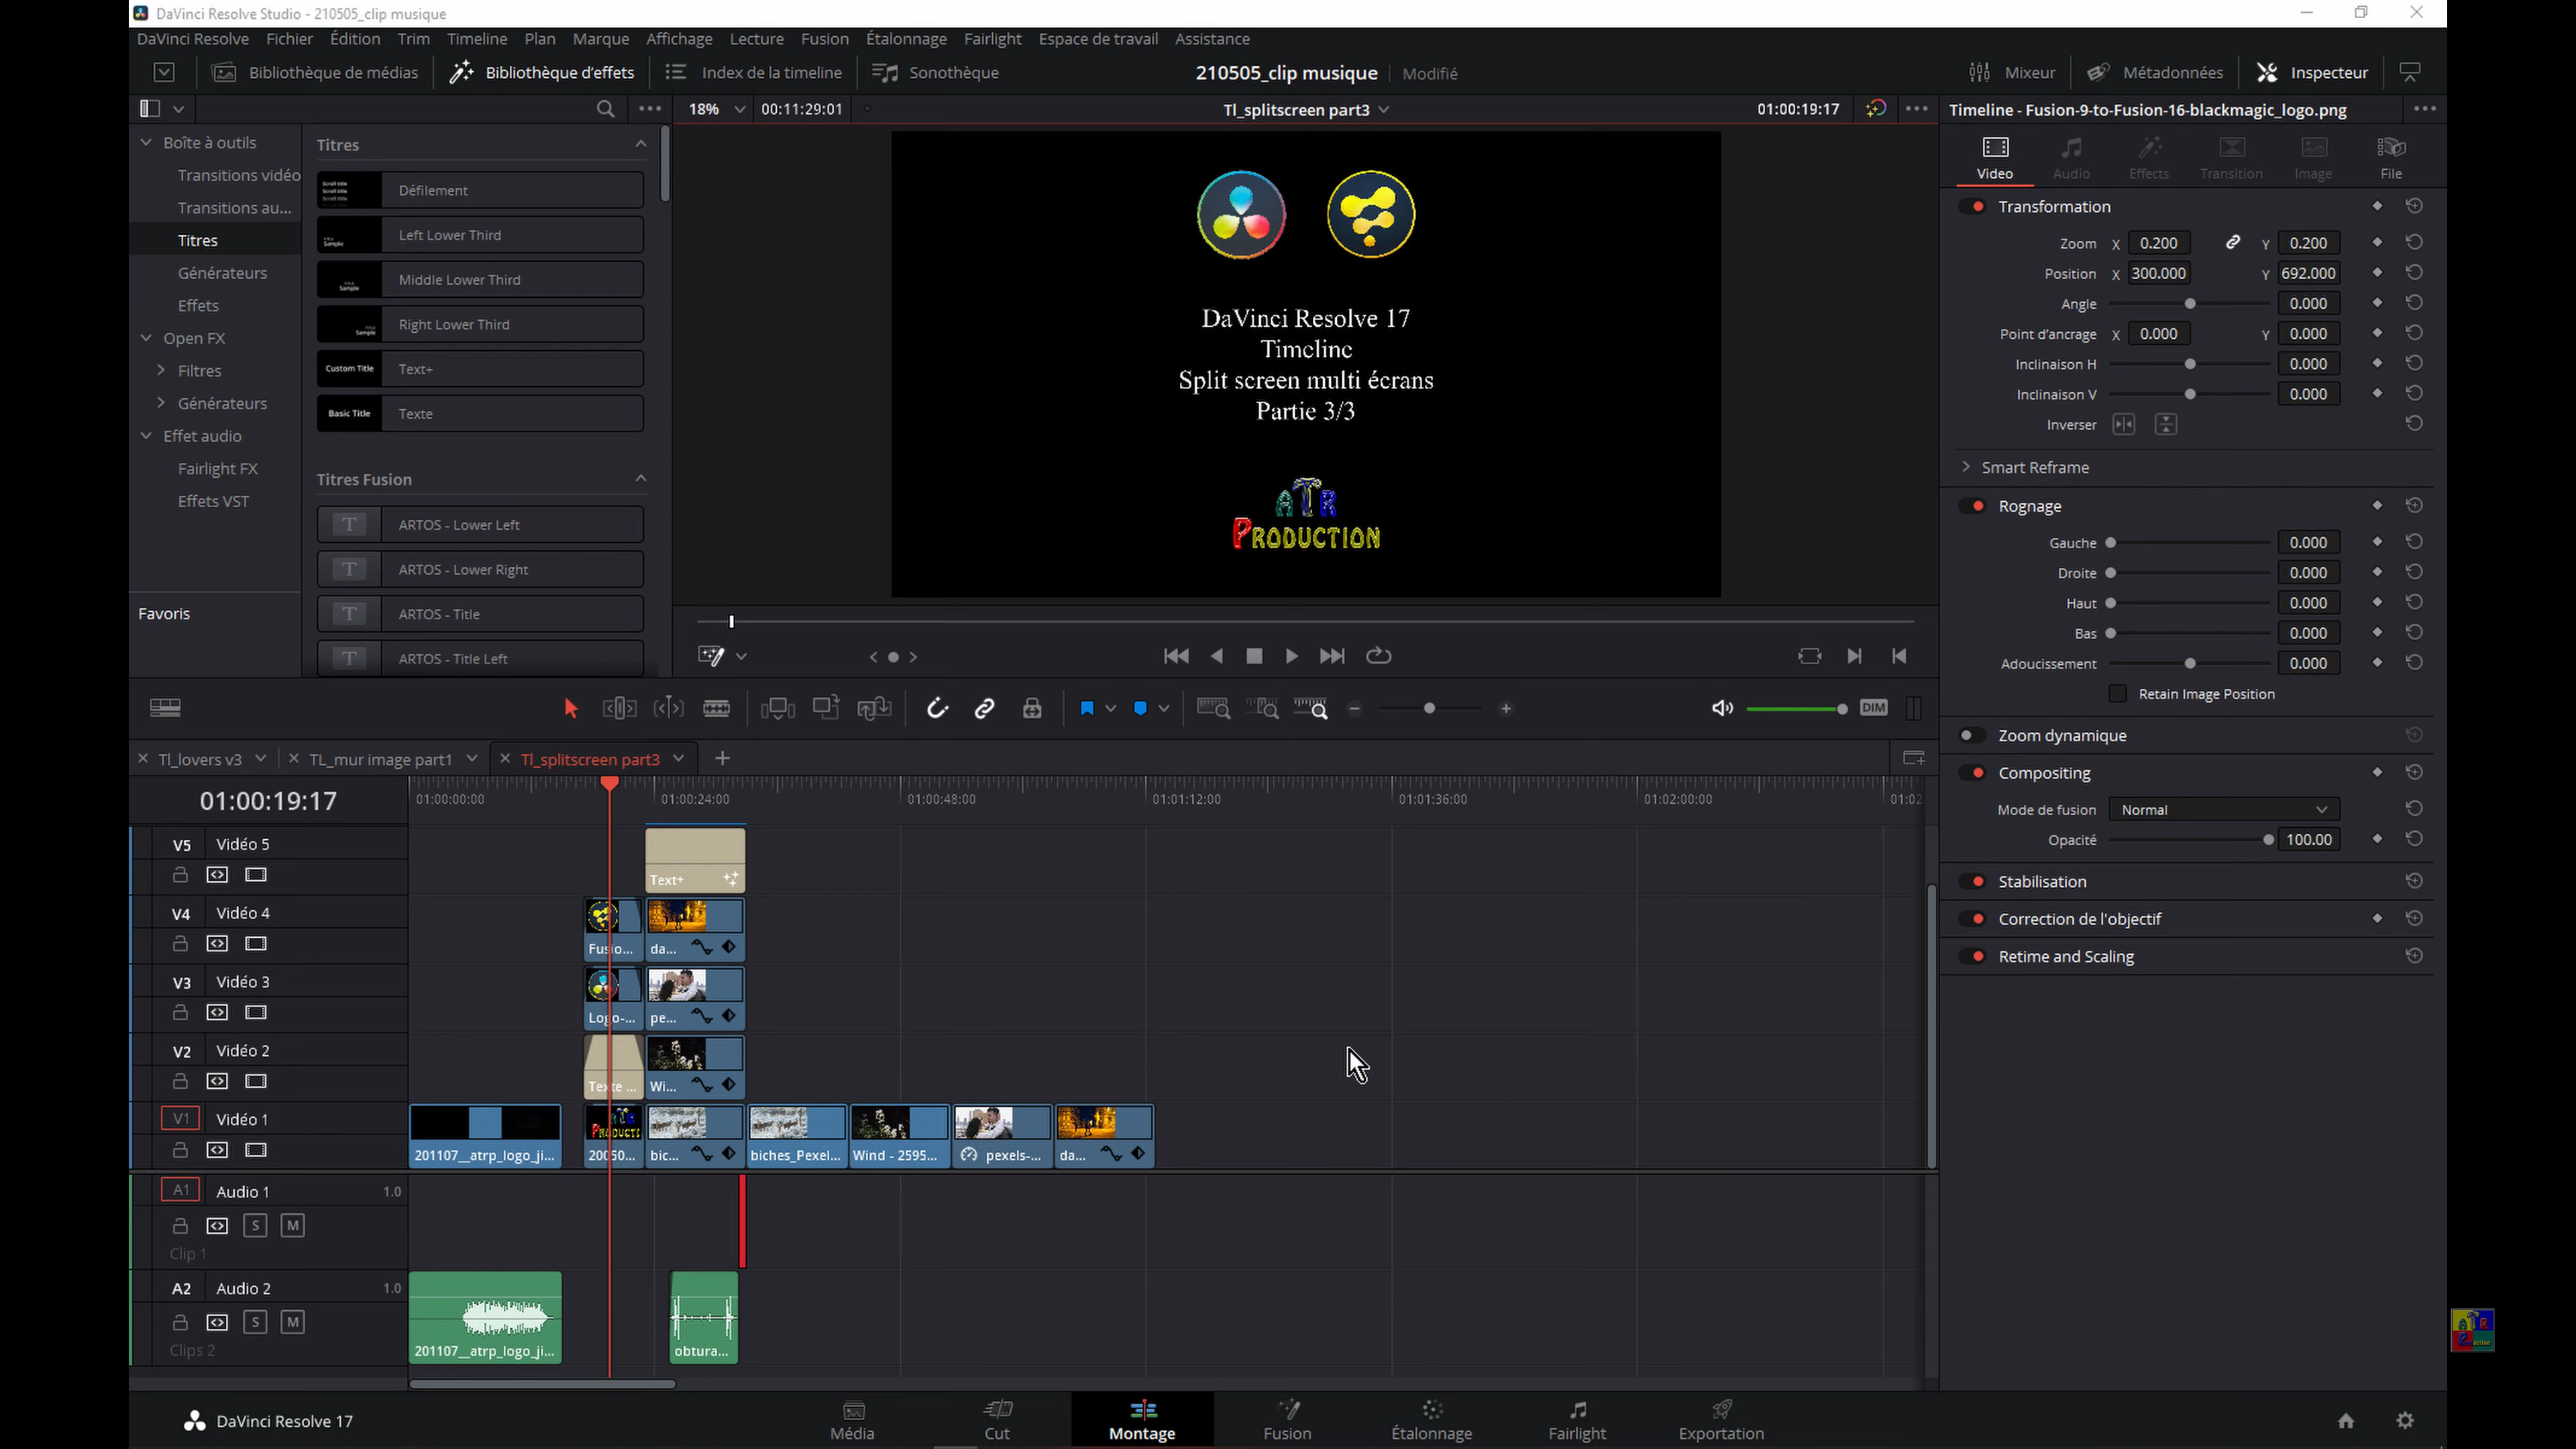 DaVinci Resolve Studio - 210505_clip musique
DaVinci Resolve Fichier Édition Trim Timeline Plan Marque Affichage Lecture Fusion Étalonnage Fairlight Espace de travail Assistance
Bibliothèque de médias Bibliothèque d'effets Index de la timeline Sonothèque 210505_clip musique Modifié Mixeur Métadonnées Inspecteur
18% 00:11:29:01 Tl_splitscreen part3 01:00:19:17 Timeline - Fusion-9-to-Fusion-16-blackmagic_logo.png
Boîte à outils
Transitions vidéo
Transitions au...
Titres
Générateurs
Effets
Open FX
Filtres
Générateurs
Effet audio
Fairlight FX
Effets VST
Favoris
Titres
Défilement
Left Lower Third
Middle Lower Third
Right Lower Third
Custom Title Text+
Basic Title Texte
Titres Fusion
T ARTOS - Lower Left
T ARTOS - Lower Right
T ARTOS - Title
T ARTOS - Title Left
DaVinci Resolve 17
Timeline
Split screen multi écrans
Partie 3/3
ATR
PRODUCTION
Video Audio Effects Transition Image File
Transformation
Zoom X 0.200 Y 0.200
Position X 300.000 Y 692.000
Angle 0.000
Point d'ancrage X 0.000 Y 0.000
Inclinaison H 0.000
Inclinaison V 0.000
Inverser
Smart Reframe
Rognage
Gauche 0.000
Droite 0.000
Haut 0.000
Bas 0.000
Adoucissement 0.000
Retain Image Position
Zoom dynamique
Compositing
Mode de fusion Normal
Opacité 100.00
Stabilisation
Correction de l'objectif
Retime and Scaling
DIM
Tl_lovers v3 TL_mur image part1 Tl_splitscreen part3
01:00:19:17 01:00:00:00 01:00:24:00 01:00:48:00 01:01:12:00 01:01:36:00 01:02:00:00 01:02
V5 Vidéo 5
Text+
V4 Vidéo 4
Fusio... da...
V3 Vidéo 3
Logo-... pe...
V2 Vidéo 2
Texte ... Wi...
V1 Vidéo 1
201107__atrp_logo_ji... 20050... bic... biches_Pexel... Wind - 2595... pexels-... da...
A1 Audio 1 1.0
S M
Clip 1
A2 Audio 2 1.0
S M
Clips 2
201107__atrp_logo_ji... obtura...
DaVinci Resolve 17 Média Cut Montage Fusion Étalonnage Fairlight Exportation